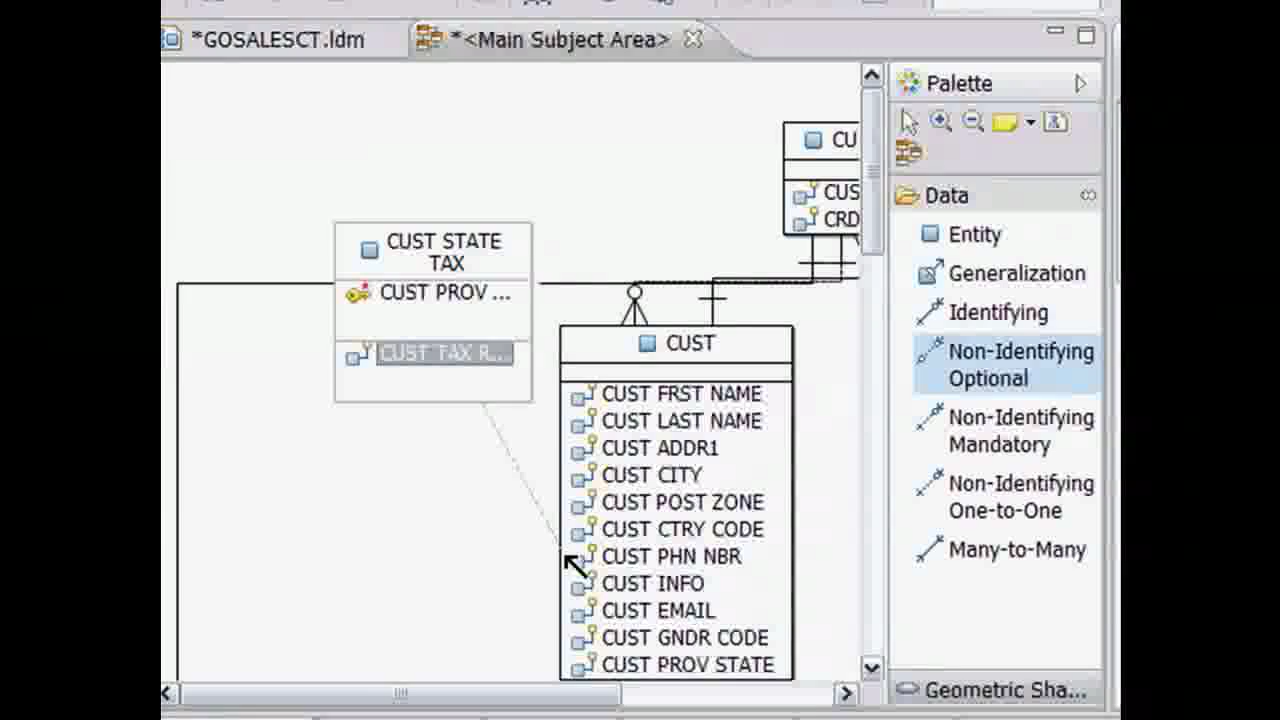 *GOSALESCT.ldm
*<Main Subject Area>
Palette
CU
CUS
CRD
Data
Entity
Generalization
Identifying
Non-Identifying
Optional
Non-Identifying
Mandatory
Non-Identifying
One-to-One
Many-to-Many
Geometric Sha...
CUST STATE
TAX
CUST PROV ...
CUST TAX R...
CUST
CUST FRST NAME
CUST LAST NAME
CUST ADDR1
CUST CITY
CUST POST ZONE
CUST CTRY CODE
CUST PHN NBR
CUST INFO
CUST EMAIL
CUST GNDR CODE
CUST PROV STATE